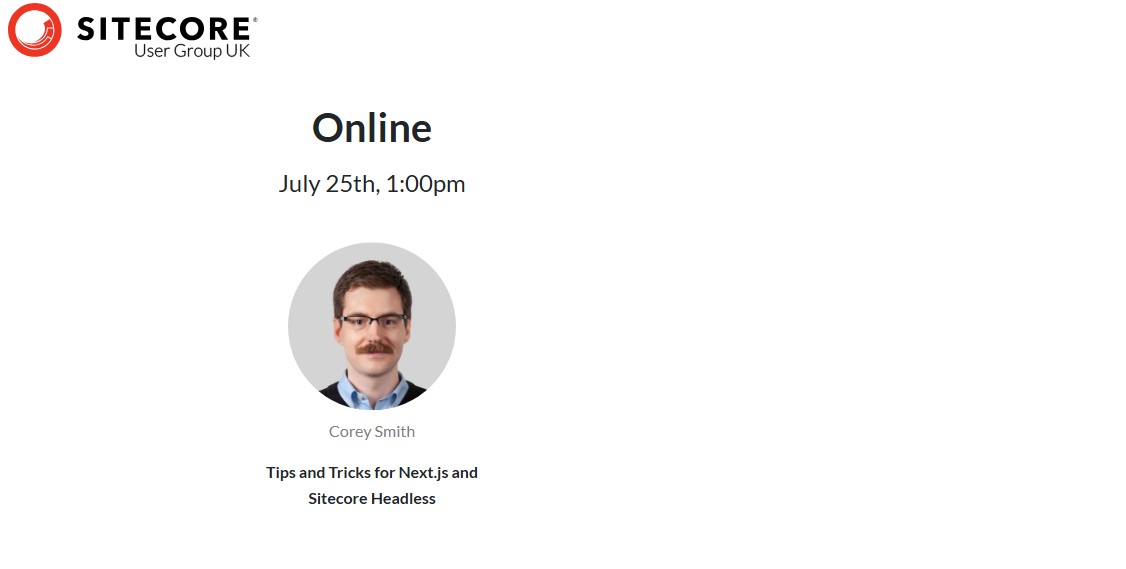 SITECORE®
User Group UK
Online
July 25th, 1:00pm
Corey Smith
Tips and Tricks for Next.js and
Sitecore Headless